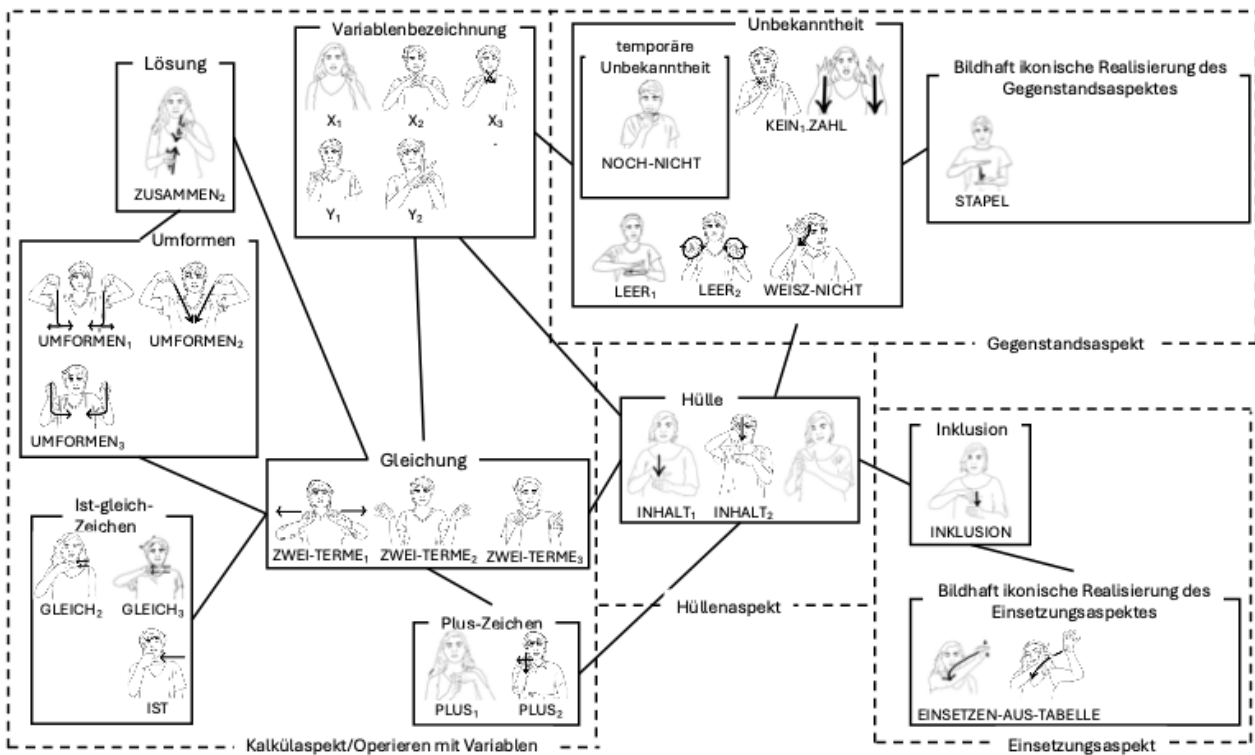 Variablenbezeichnung
X₁
X₂
X₃
Y₁
Y₂
Lösung
ZUSAMMEN₂
Umformen
UMFORMEN₁
UMFORMEN₂
UMFORMEN₃
Ist-gleich-
Zeichen
GLEICH₂
GLEICH₃
IST
Gleichung
ZWEI-TERME₁
ZWEI-TERME₂
ZWEI-TERME₃
Plus-Zeichen
PLUS₁
PLUS₂
Kalkülaspekt/Operieren mit Variablen
Unbekanntheit
temporäre
Unbekanntheit
NOCH-NICHT
KEIN₁.ZAHL
LEER₁
LEER₂
WEISZ-NICHT
Bildhaft ikonische Realisierung des
Gegenstandsaspektes
STAPEL
Gegenstandsaspekt
Hülle
INHALT₁
INHALT₂
Hüllenaspekt
Inklusion
INKLUSION
Bildhaft ikonische Realisierung des
Einsetzungsaspektes
EINSETZEN-AUS-TABELLE
Einsetzungsaspekt